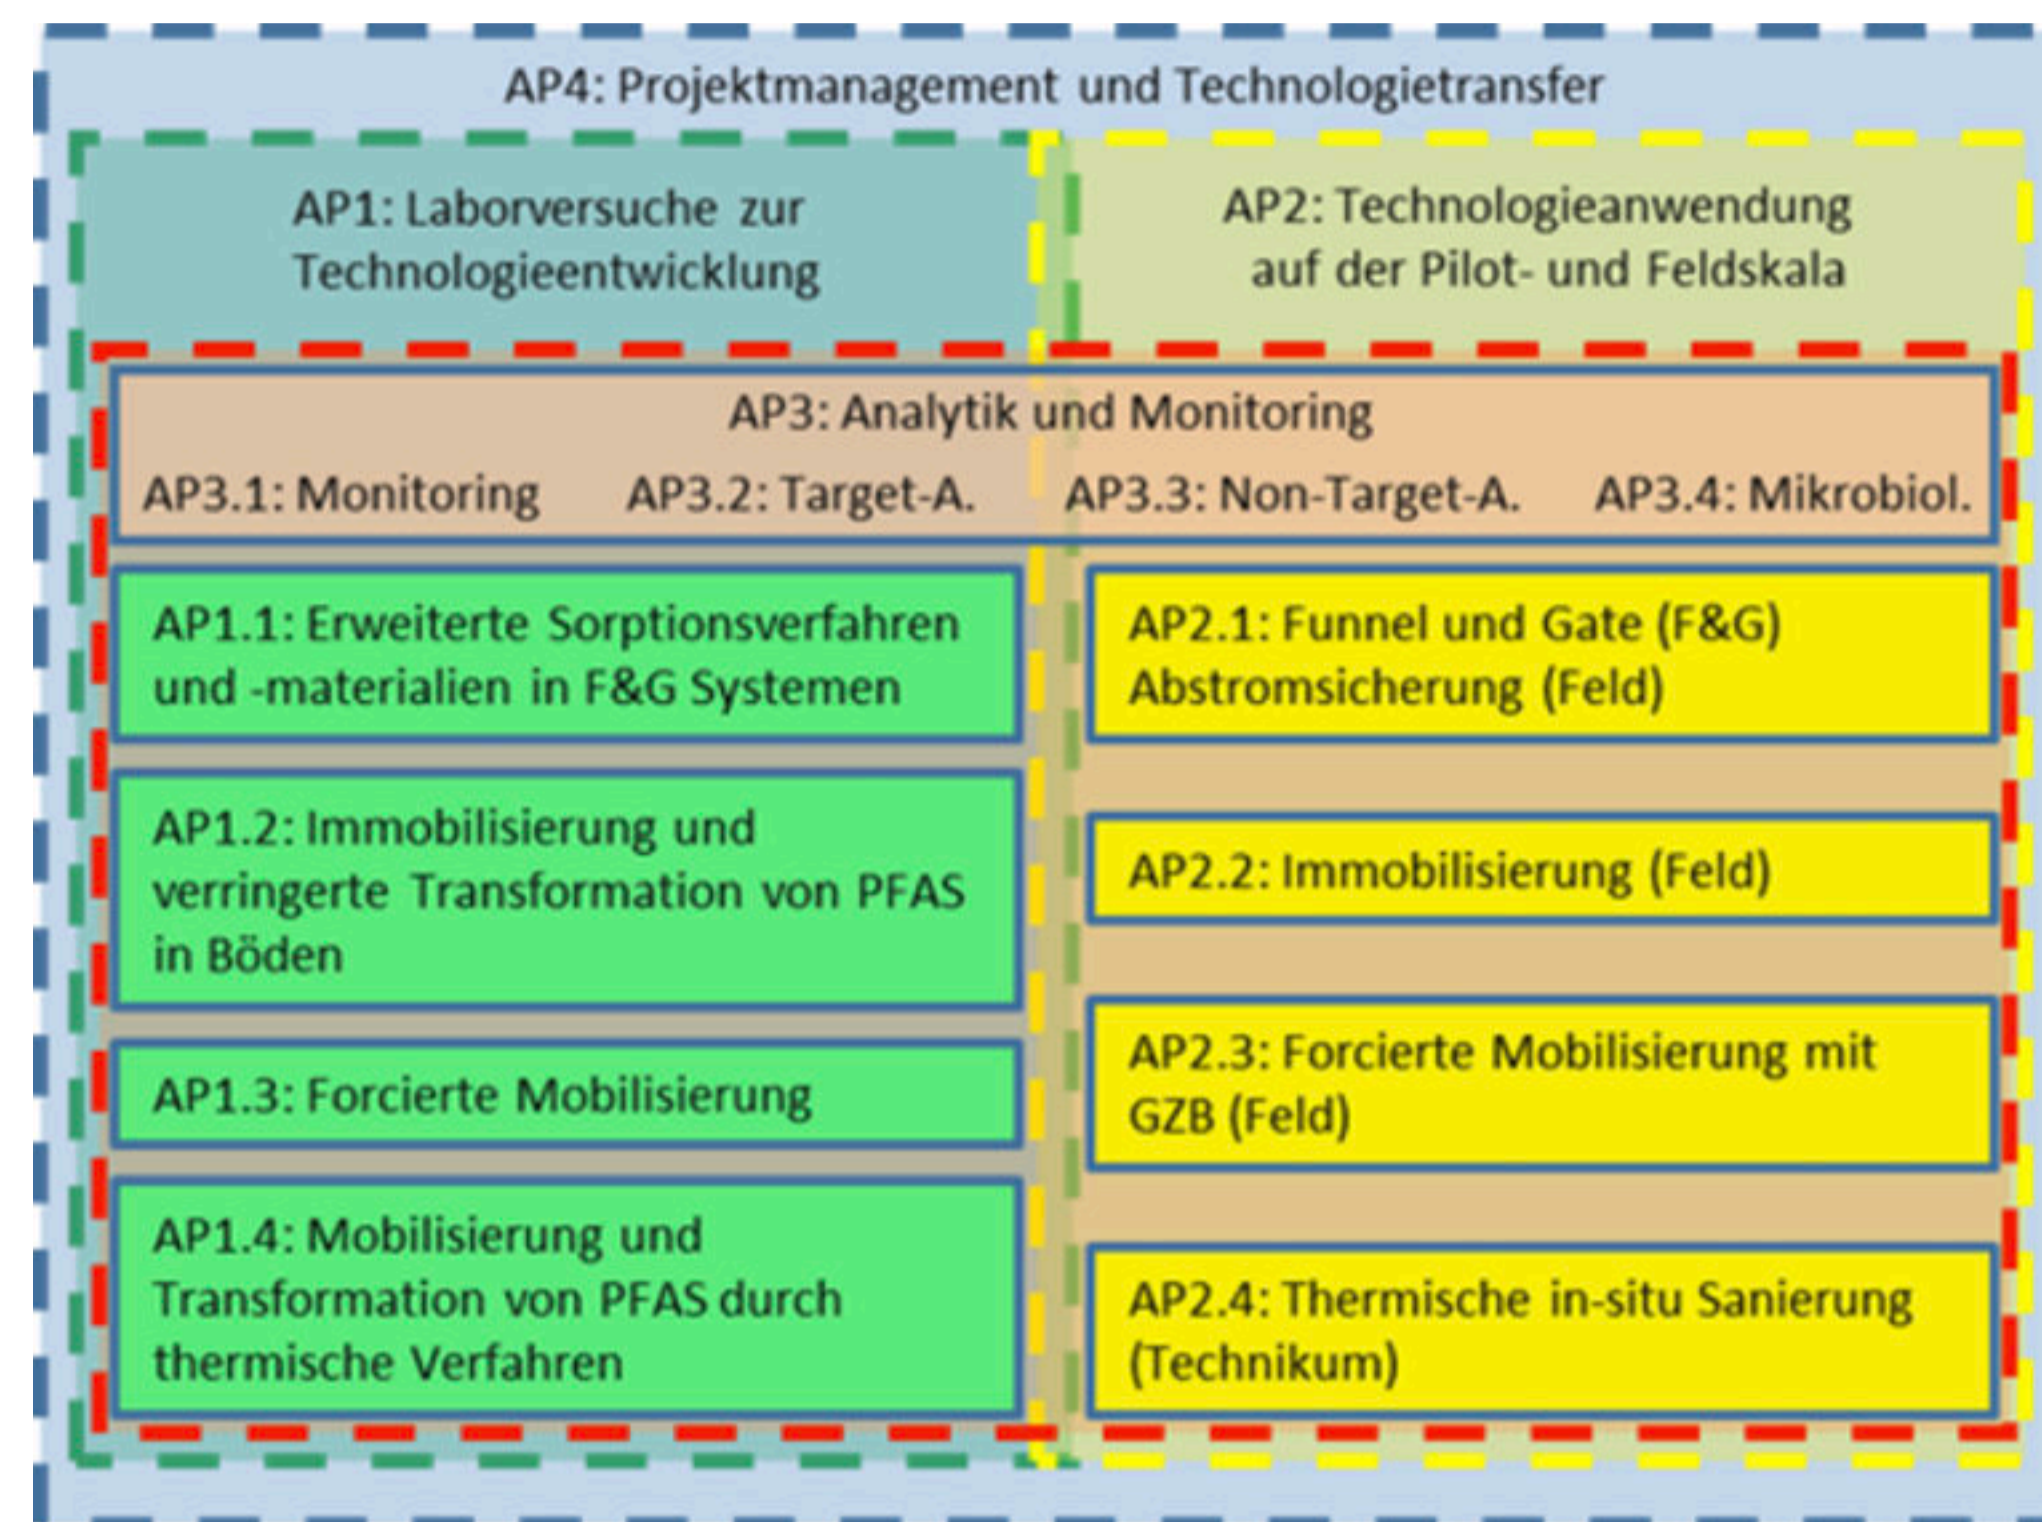 AP4: Projektmanagement und Technologietransfer
AP1: Laborversuche zur
Technologieentwicklung
AP2: Technologieanwendung
auf der Pilot- und Feldskala
AP3: Analytik und Monitoring
AP3.1: Monitoring AP3.2: Target-A. AP3.3: Non-Target-A. AP3.4: Mikrobiol.
AP1.1: Erweiterte Sorptionsverfahren
und -materialien in F&G Systemen
AP1.2: Immobilisierung und
verringerte Transformation von PFAS
in Böden
AP1.3: Forcierte Mobilisierung
AP1.4: Mobilisierung und
Transformation von PFAS durch
thermische Verfahren
AP2.1: Funnel und Gate (F&G)
Abstromsicherung (Feld)
AP2.2: Immobilisierung (Feld)
AP2.3: Forcierte Mobilisierung mit
GZB (Feld)
AP2.4: Thermische in-situ Sanierung
(Technikum)